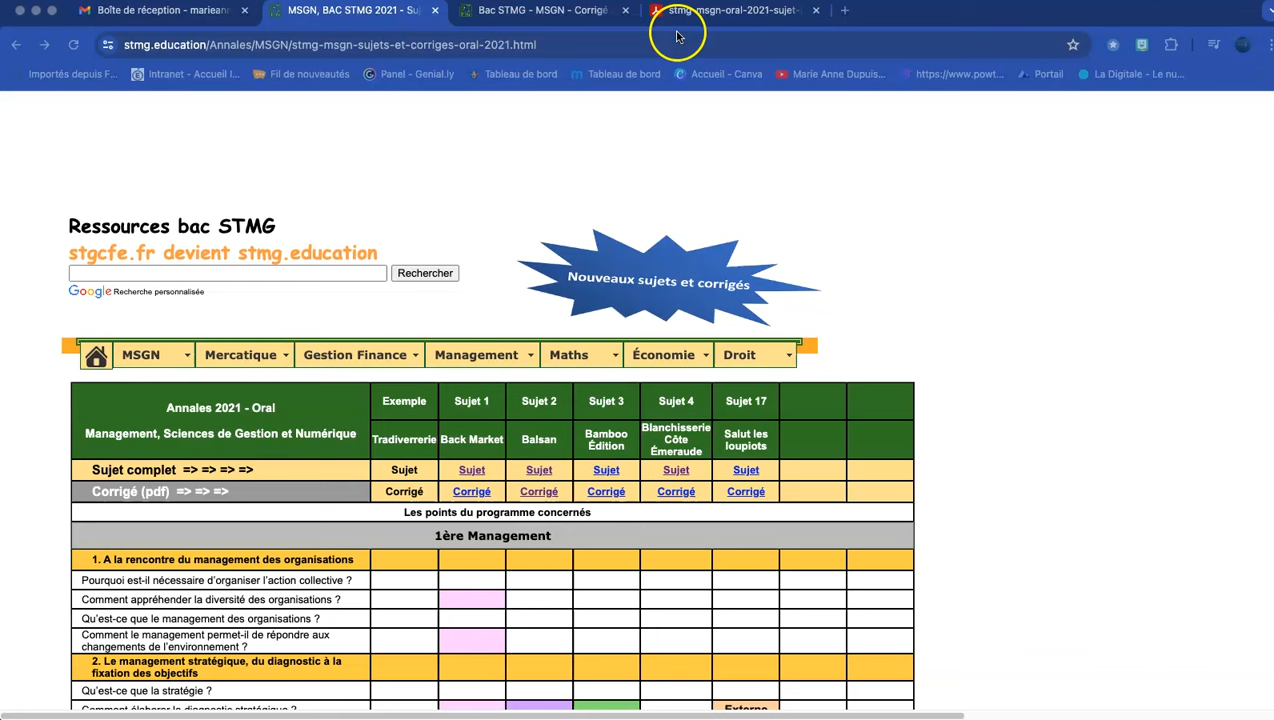 Boîte de réception - mariean
MSGN, BAC STMG 2021 - Su
Bac STMG - MSGN - Corrigé
stmg-msgn-oral-2021-sujet-
stmg.education/Annales/MSGN/stmg-msgn-sujets-et-corriges-oral-2021.html
Importés depuis F...
Intranet - Accueil I...
Fil de nouveautés
Panel - Genial.ly
Tableau de bord
Tableau de bord
Accueil - Canva
Marie Anne Dupuis...
https://www.powt...
Portail
La Digitale - Le nu...
Ressources bac STMG
stgcfe.fr devient stmg.education
Rechercher
Google Recherche personnalisée
Nouveaux sujets et corrigés
MSGN Mercatique Gestion Finance Management Maths Économie Droit
Annales 2021 - Oral
Management, Sciences de Gestion et Numérique
Exemple Sujet 1 Sujet 2 Sujet 3 Sujet 4 Sujet 17
Tradiverrerie Back Market Balsan Bamboo Édition Blanchisserie Côte Émeraude Salut les loupiots
Sujet complet => => => => Sujet Sujet Sujet Sujet Sujet Sujet
Corrigé (pdf) => => => Corrigé Corrigé Corrigé Corrigé Corrigé Corrigé
Les points du programme concernés
1ère Management
1. A la rencontre du management des organisations
Pourquoi est-il nécessaire d'organiser l'action collective ?
Comment appréhender la diversité des organisations ?
Qu'est-ce que le management des organisations ?
Comment le management permet-il de répondre aux
changements de l'environnement ?
2. Le management stratégique, du diagnostic à la
fixation des objectifs
Qu'est-ce que la stratégie ?
Comment élaborer le diagnostic stratégique ? Externe